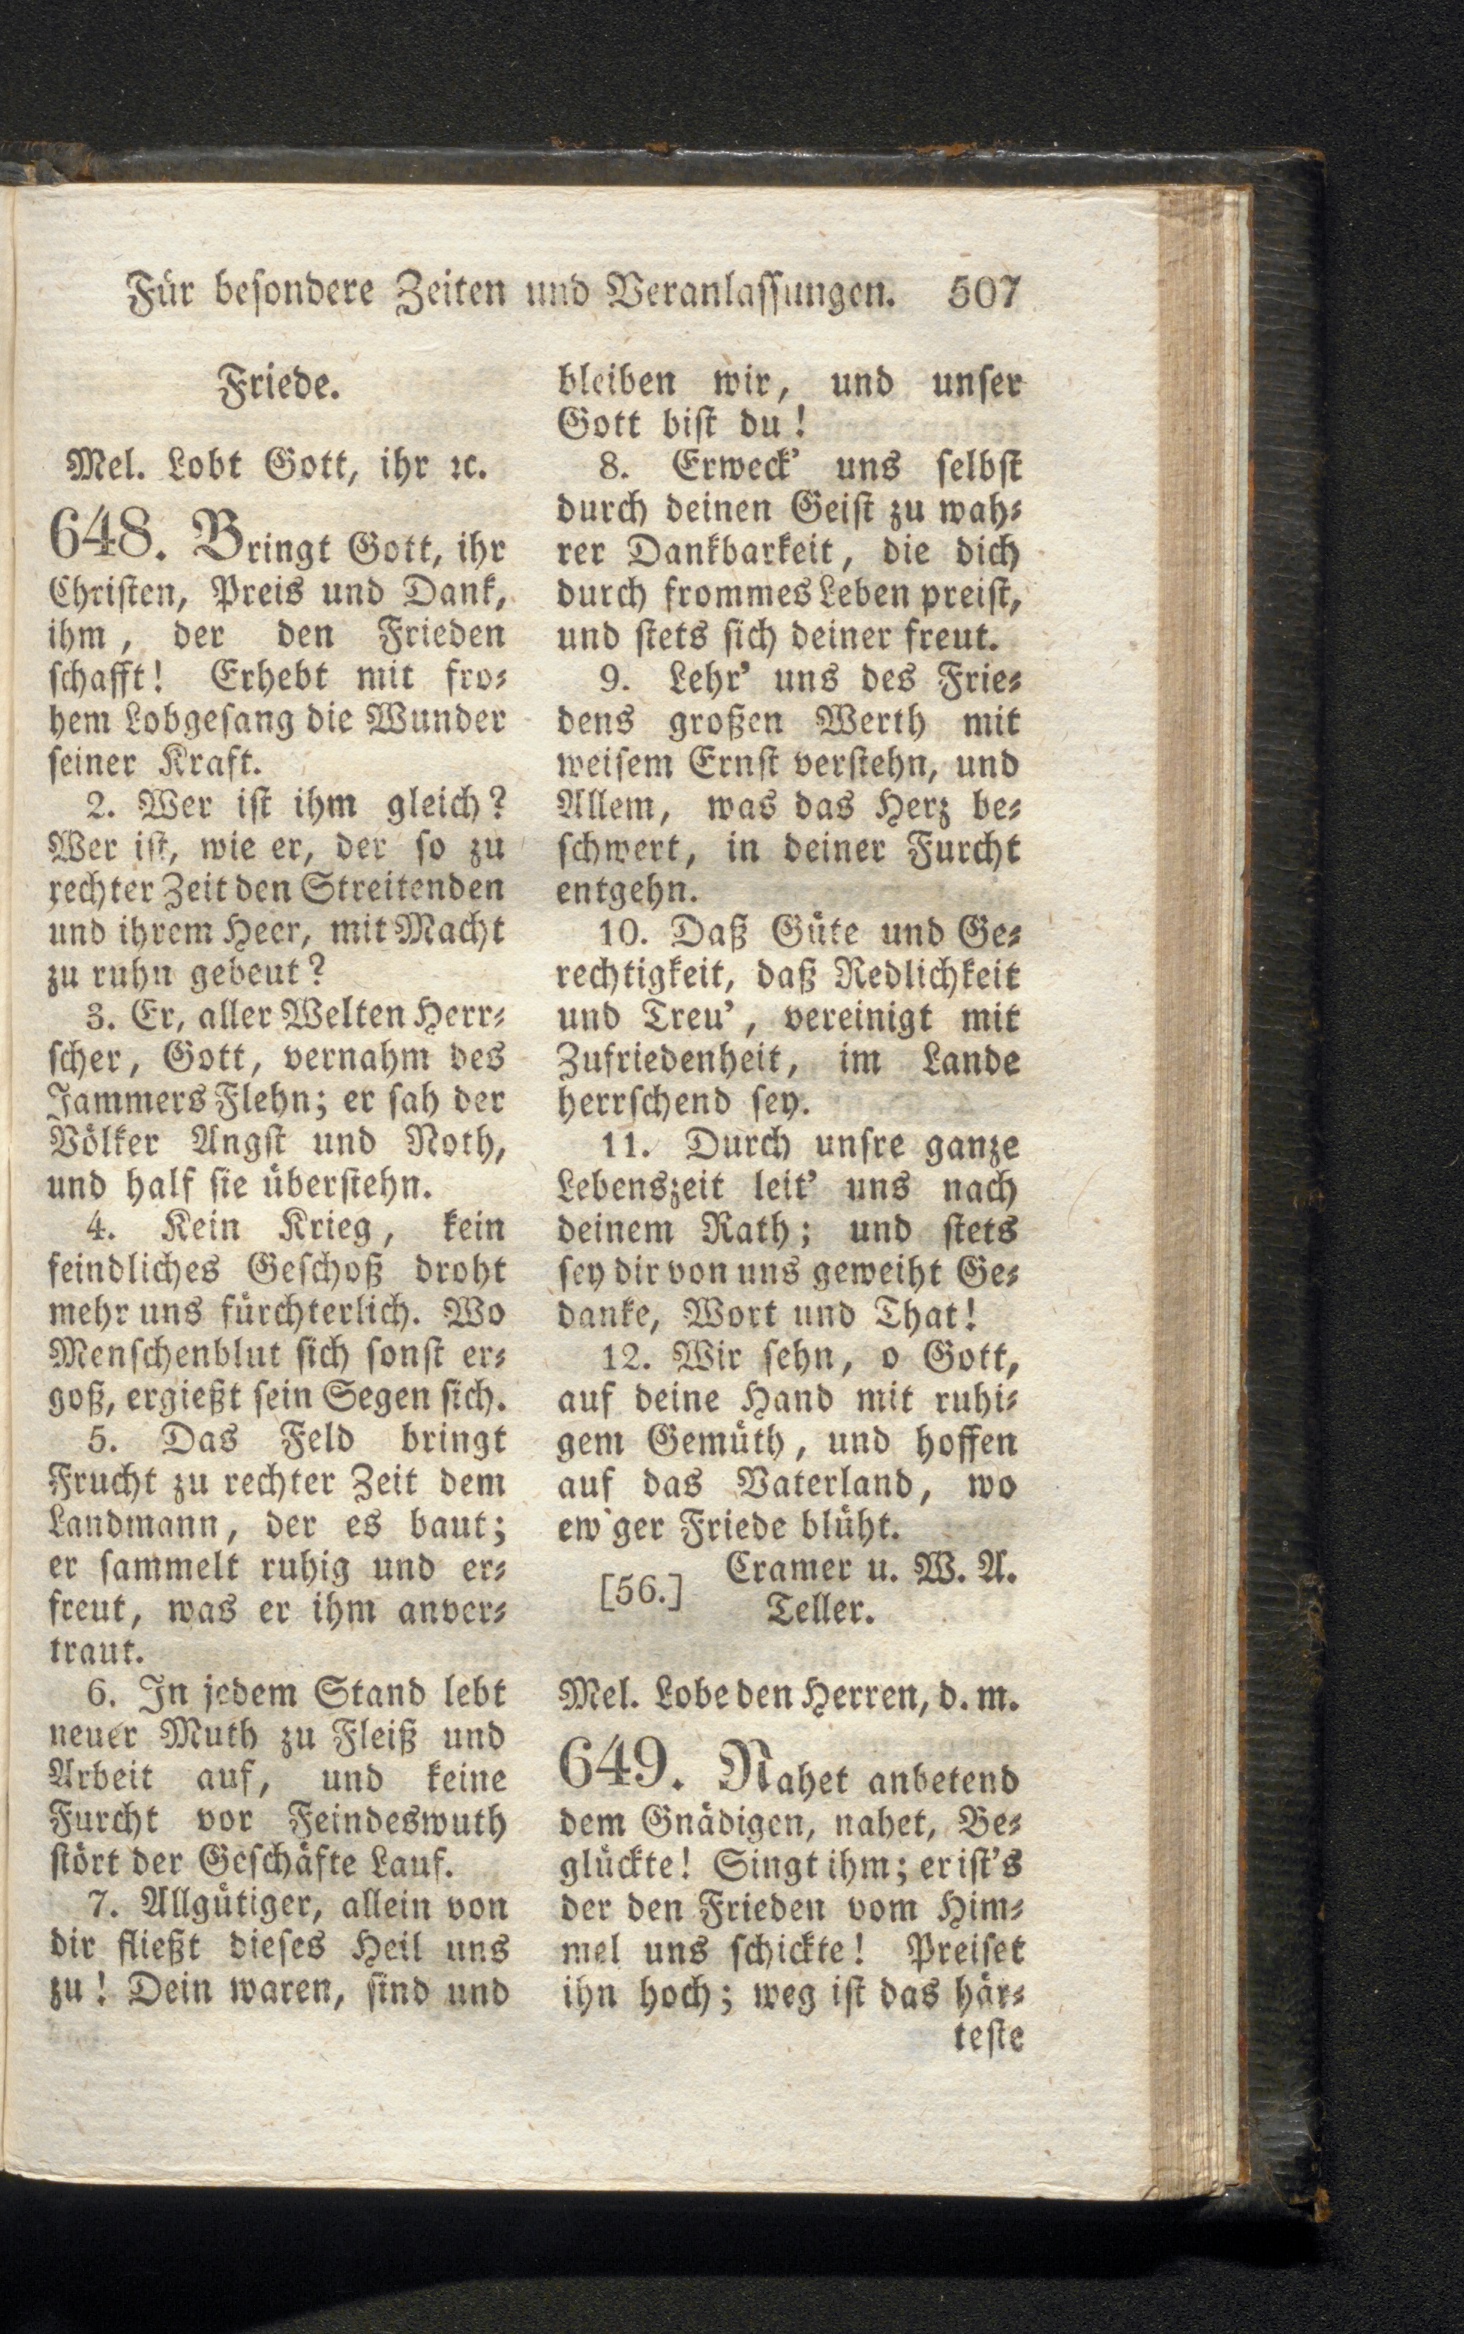 Für besondere Zeiten und Veranlassungen. 507
Friede.
Mel. Lobt Gott, ihr ꝛc.
648. Bringt Gott, ihr
Christen, Preis und Dank,
ihm, der den Frieden
schafft! Erhebt mit fro-
hem Lobgesang die Wunder
seiner Kraft.
2. Wer ist ihm gleich?
Wer ist, wie er, der so zu
rechter Zeit den Streitenden
und ihrem Heer, mit Macht
zu ruhn gebeut?
3. Er, aller Welten Herr-
scher, Gott, vernahm des
Jammers Flehn; er sah der
Völker Angst und Noth,
und half sie überstehn.
4. Kein Krieg, kein
feindliches Geschoß droht
mehr uns fürchterlich. Wo
Menschenblut sich sonst er-
goß, ergießt sein Segen sich.
5. Das Feld bringt
Frucht zu rechter Zeit dem
Landmann, der es baut;
er sammelt ruhig und er-
freut, was er ihm anver-
traut.
6. In jedem Stand lebt
neuer Muth zu Fleiß und
Arbeit auf, und keine
Furcht vor Feindeswuth
stört der Geschäfte Lauf.
7. Allgütiger, allein von
dir fließt dieses Heil uns
zu! Dein waren, sind und
bleiben wir, und unser
Gott bist du!
8. Erweck' uns selbst
durch deinen Geist zu wah-
rer Dankbarkeit, die dich
durch frommes Leben preist,
und stets sich deiner freut.
9. Lehr' uns des Frie-
dens großen Werth mit
weisem Ernst verstehn, und
Allem, was das Herz be-
schwert, in deiner Furcht
entgehn.
10. Daß Güte und Ge-
rechtigkeit, daß Redlichkeit
und Treu', vereinigt mit
Zufriedenheit, im Lande
herrschend sey.
11. Durch unsre ganze
Lebenszeit leit' uns nach
deinem Rath; und stets
sey dir von uns geweiht Ge-
danke, Wort und That!
12. Wir sehn, o Gott,
auf deine Hand mit ruhi-
gem Gemüth, und hoffen
auf das Vaterland, wo
ew'ger Friede blüht.
Cramer u. W. A.
[56.] Teller.
Mel. Lobe den Herren, d. m.
649. Nahet anbetend
dem Gnädigen, nahet, Be-
glückte! Singt ihm; er ist's
der den Frieden vom Him-
mel uns schickte! Preiset
ihn hoch; weg ist das här-
teste